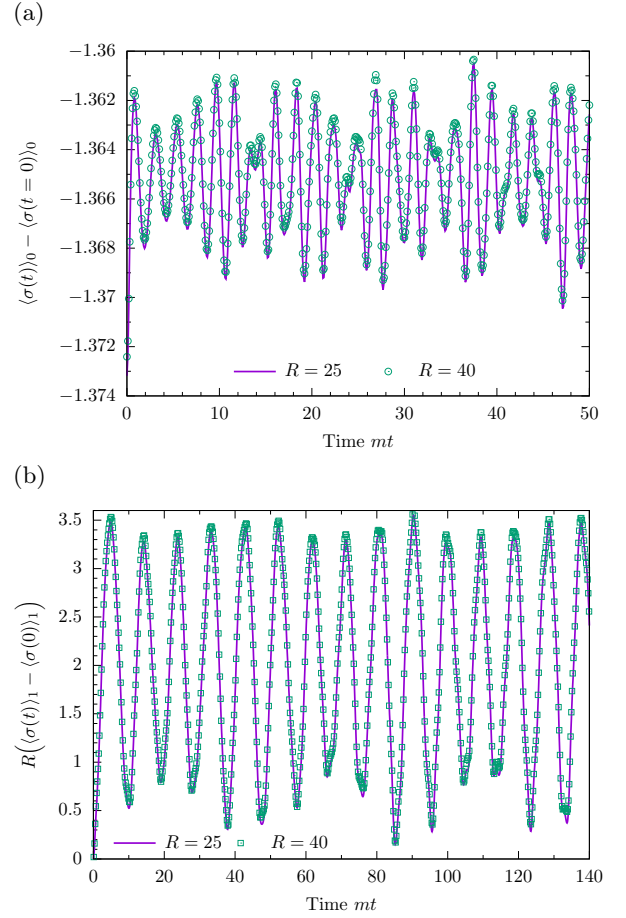 (a)
−1.36
−1.362
−1.364
−1.366
−1.368
−1.37
−1.372
−1.374
⟨σ(t)⟩₀ − ⟨σ(t = 0)⟩₀
R = 25 R = 40
0 10 20 30 40 50
Time mt
(b)
3.5
3
2.5
2
1.5
1
0.5
0
R(⟨σ(t)⟩₁ − ⟨σ(0)⟩₁)
R = 25 R = 40
0 20 40 60 80 100 120 140
Time mt